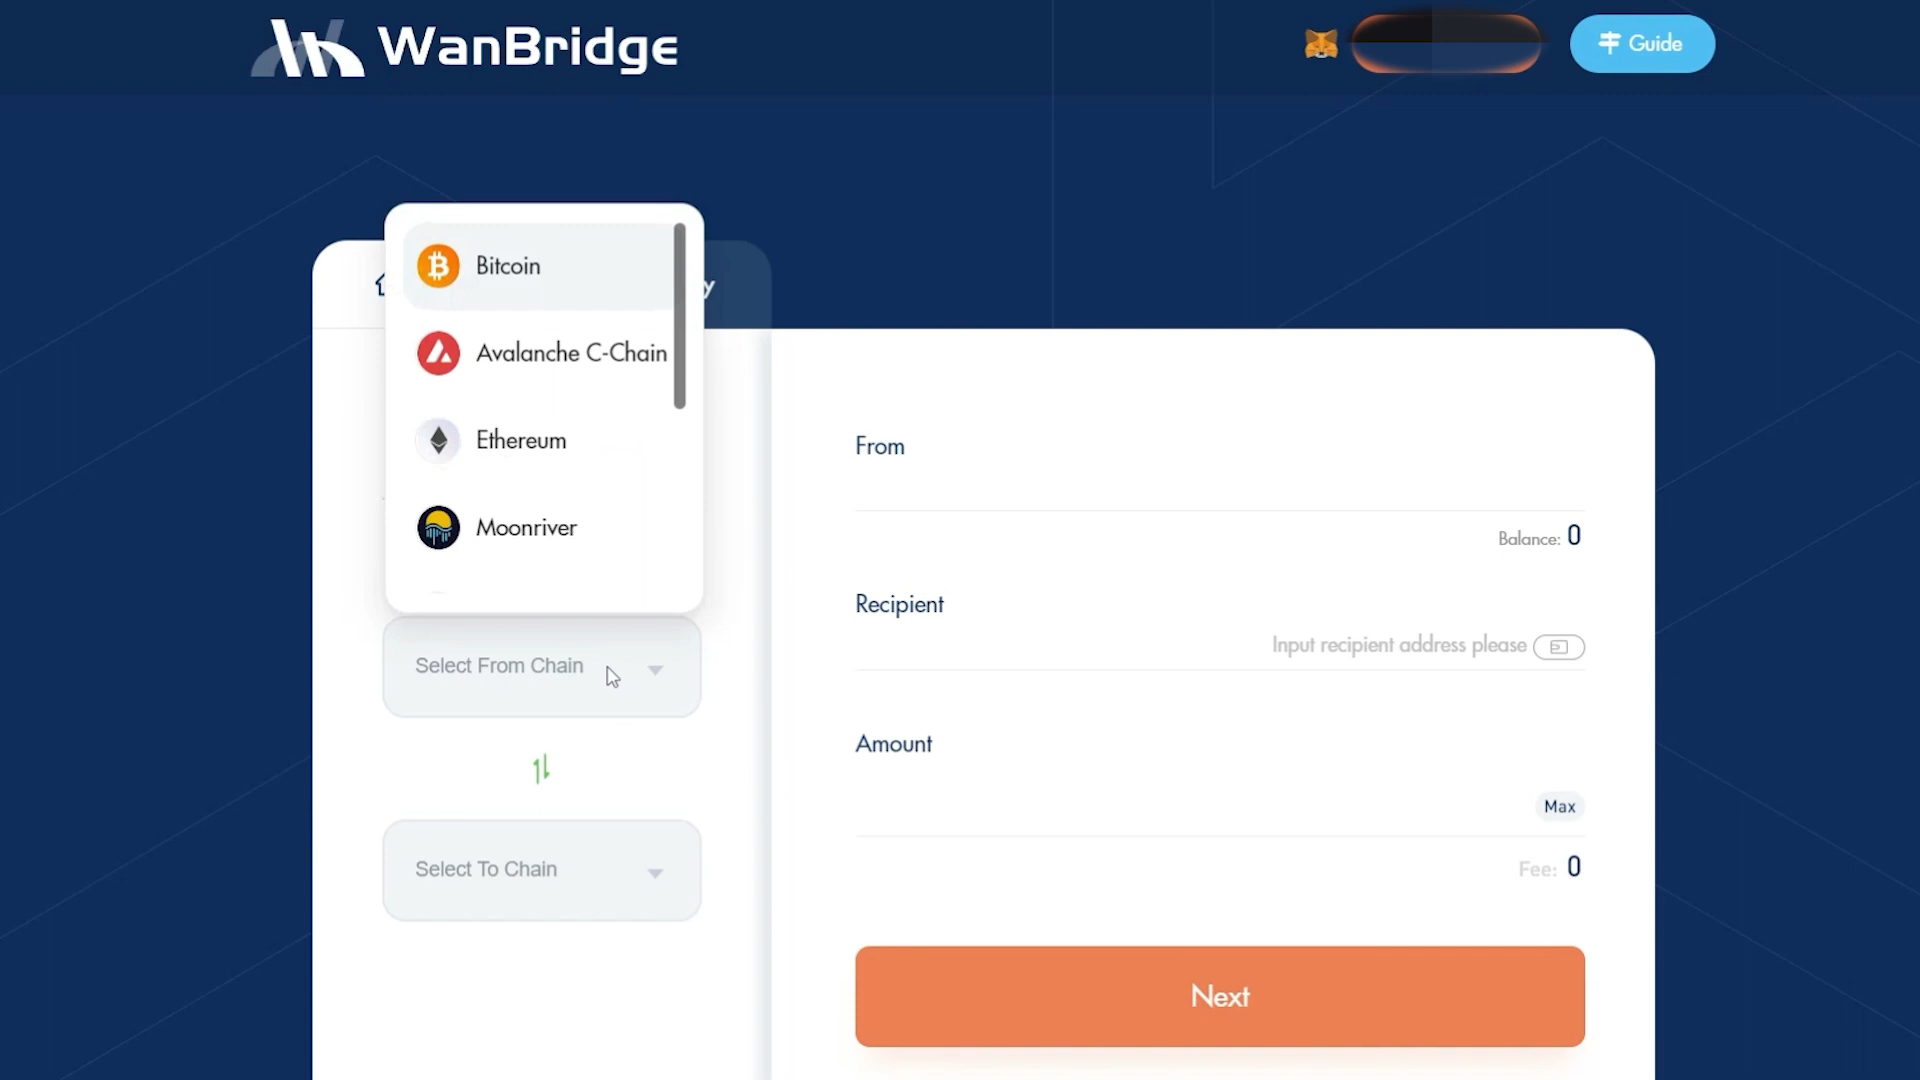 WanBridge
Guide
Bitcoin
Avalanche C-Chain
Ethereum
Moonriver
Select From Chain
Select To Chain
From
Balance: 0
Recipient
Input recipient address please
Amount
Max
Fee: 0
Next